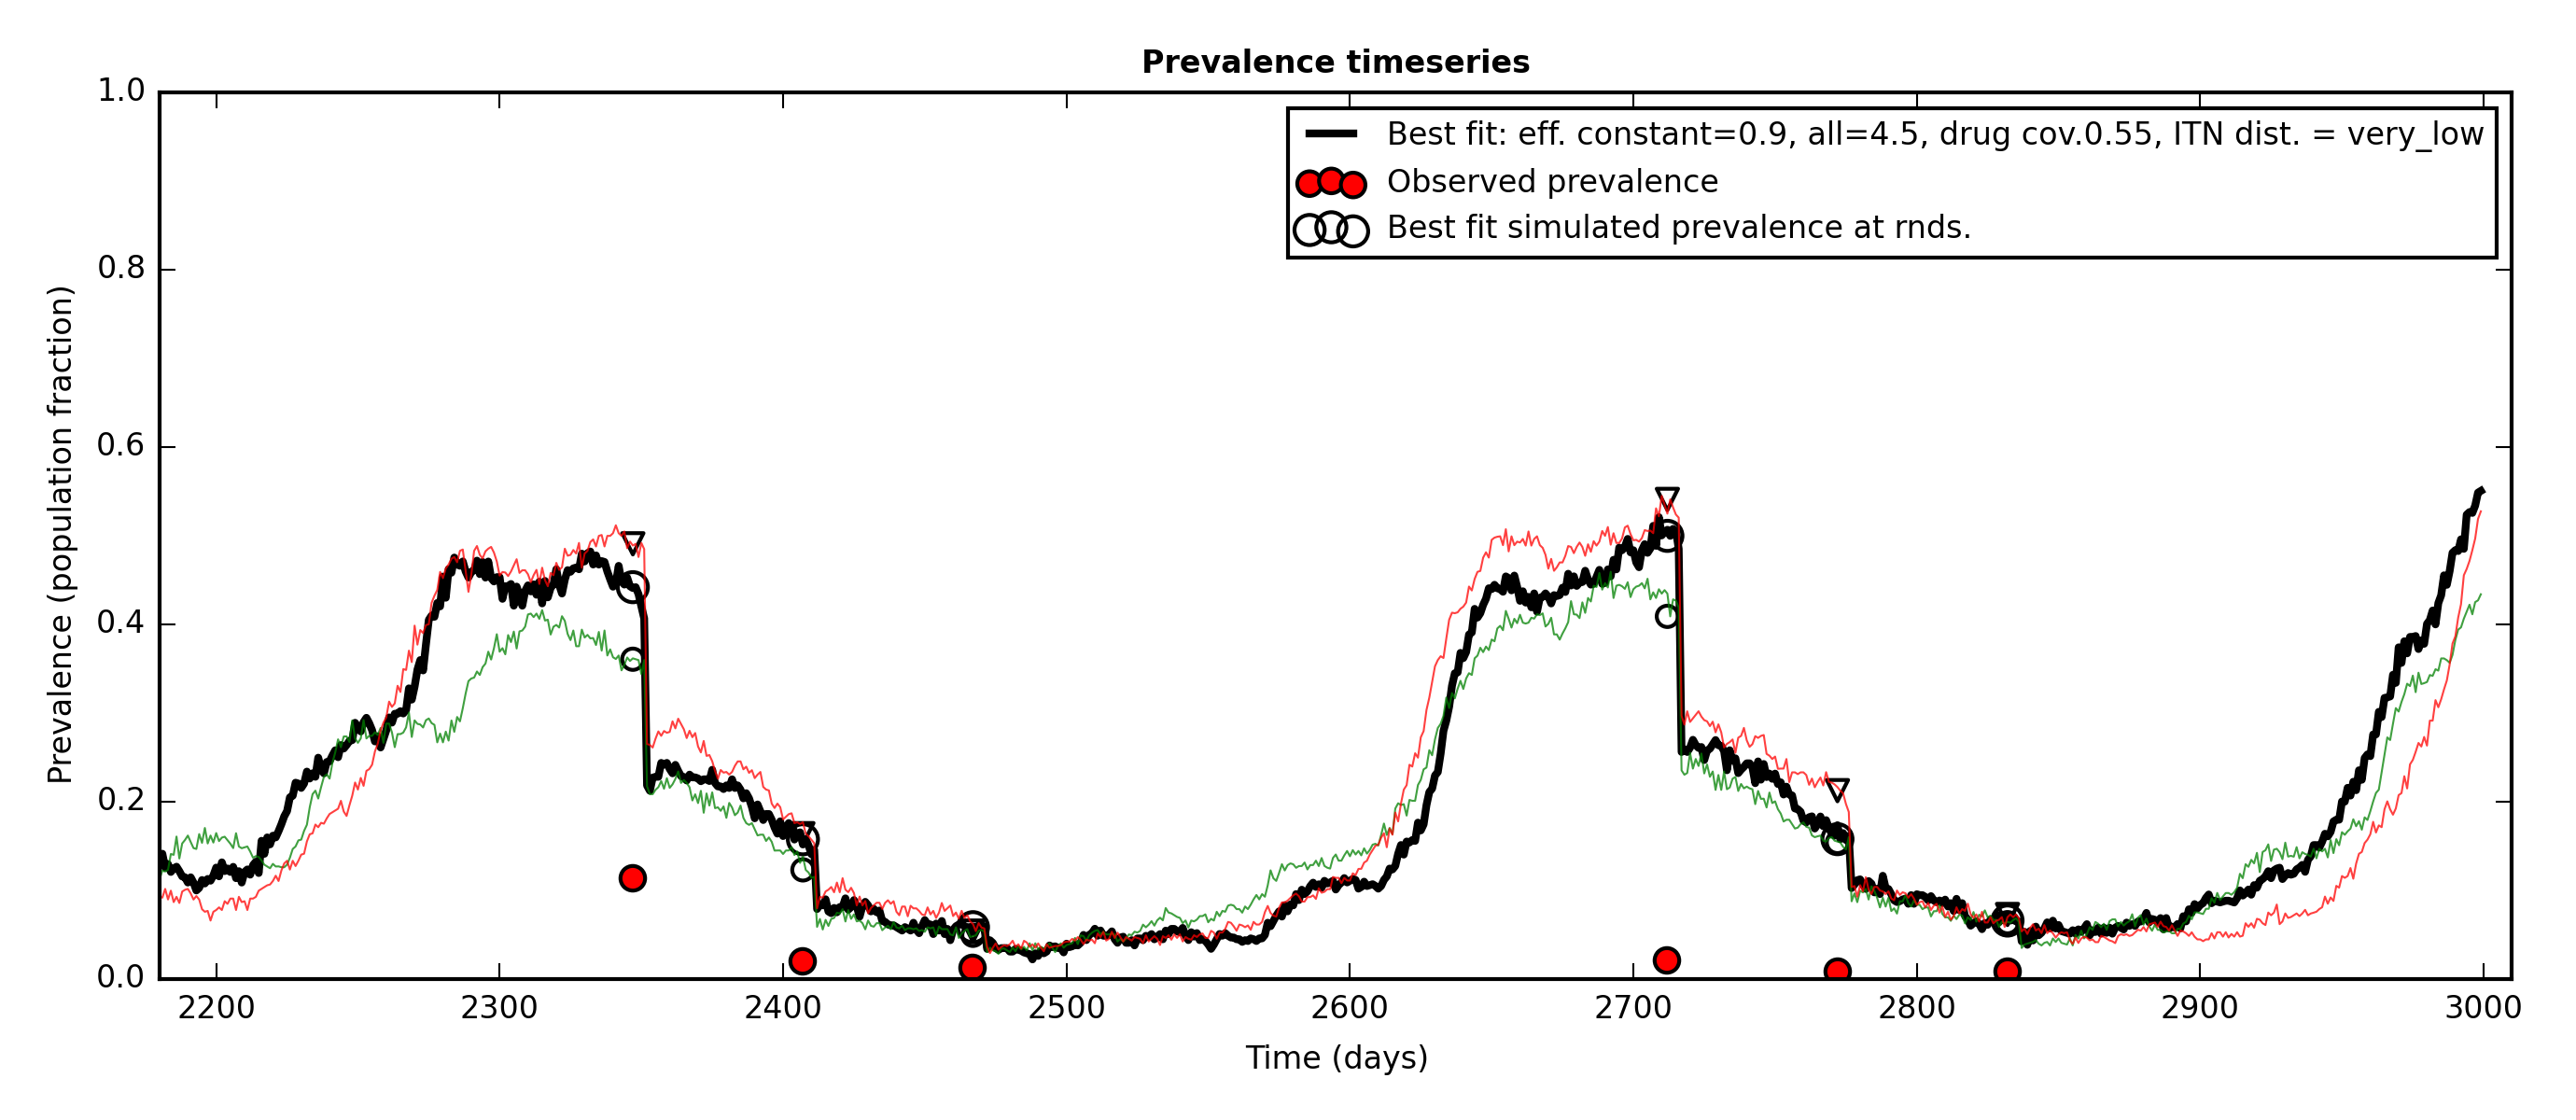 Prevalence timeseries
1.0
0.8
0.6
0.4
0.2
0.0
Prevalence (population fraction)
Best fit: eff. constant=0.9, all=4.5, drug cov.0.55, ITN dist. = very_low
Observed prevalence
Best fit simulated prevalence at rnds.
2200 2300 2400 2500 2600 2700 2800 2900 3000
Time (days)